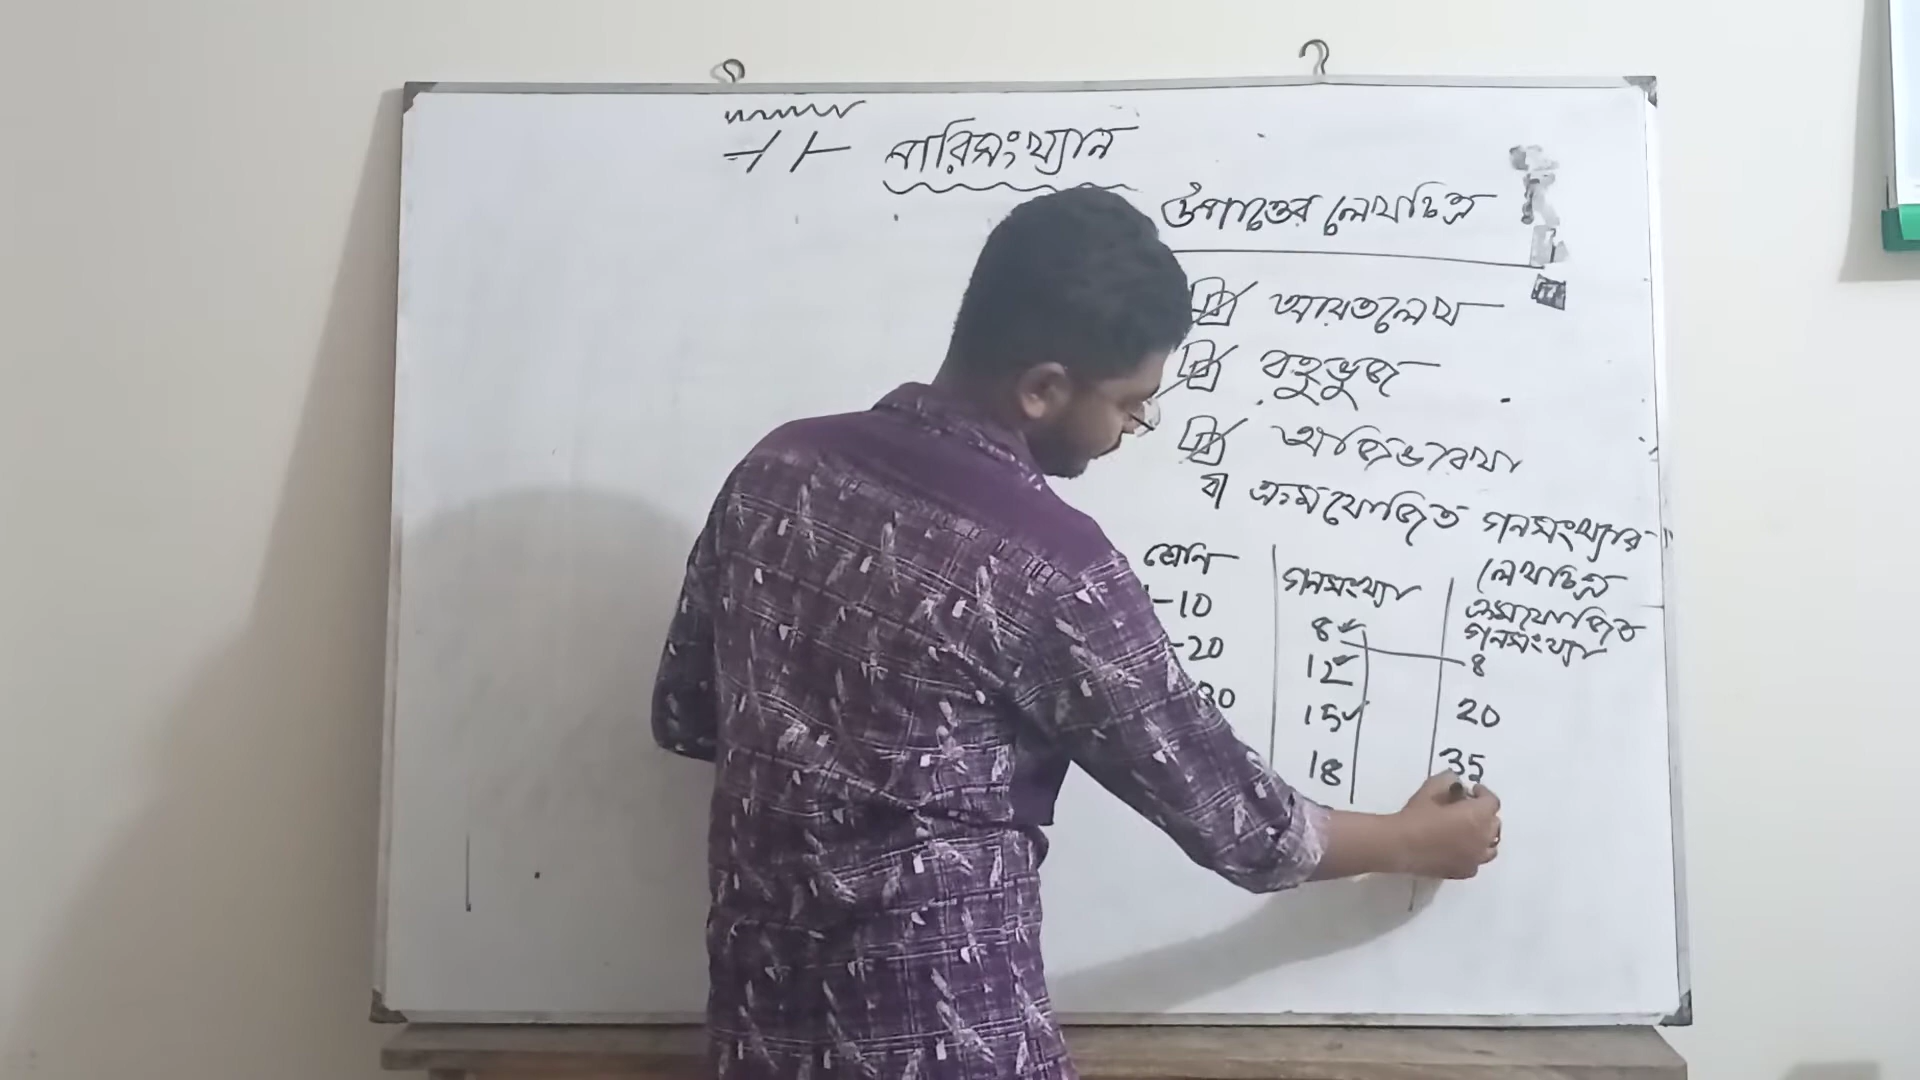 পরিসংখ্যান
উপাত্তের লেখচিত্র
আয়তলেখ
বহুভুজ
অজিভরেখা
বা ক্রমযোজিত গনসংখ্যার
লেখচিত্র
শ্রেনি গনসংখ্যা ক্রমযোজিত গনসংখ্যা
-10 8 8
-20 12 20
30 15 35
18